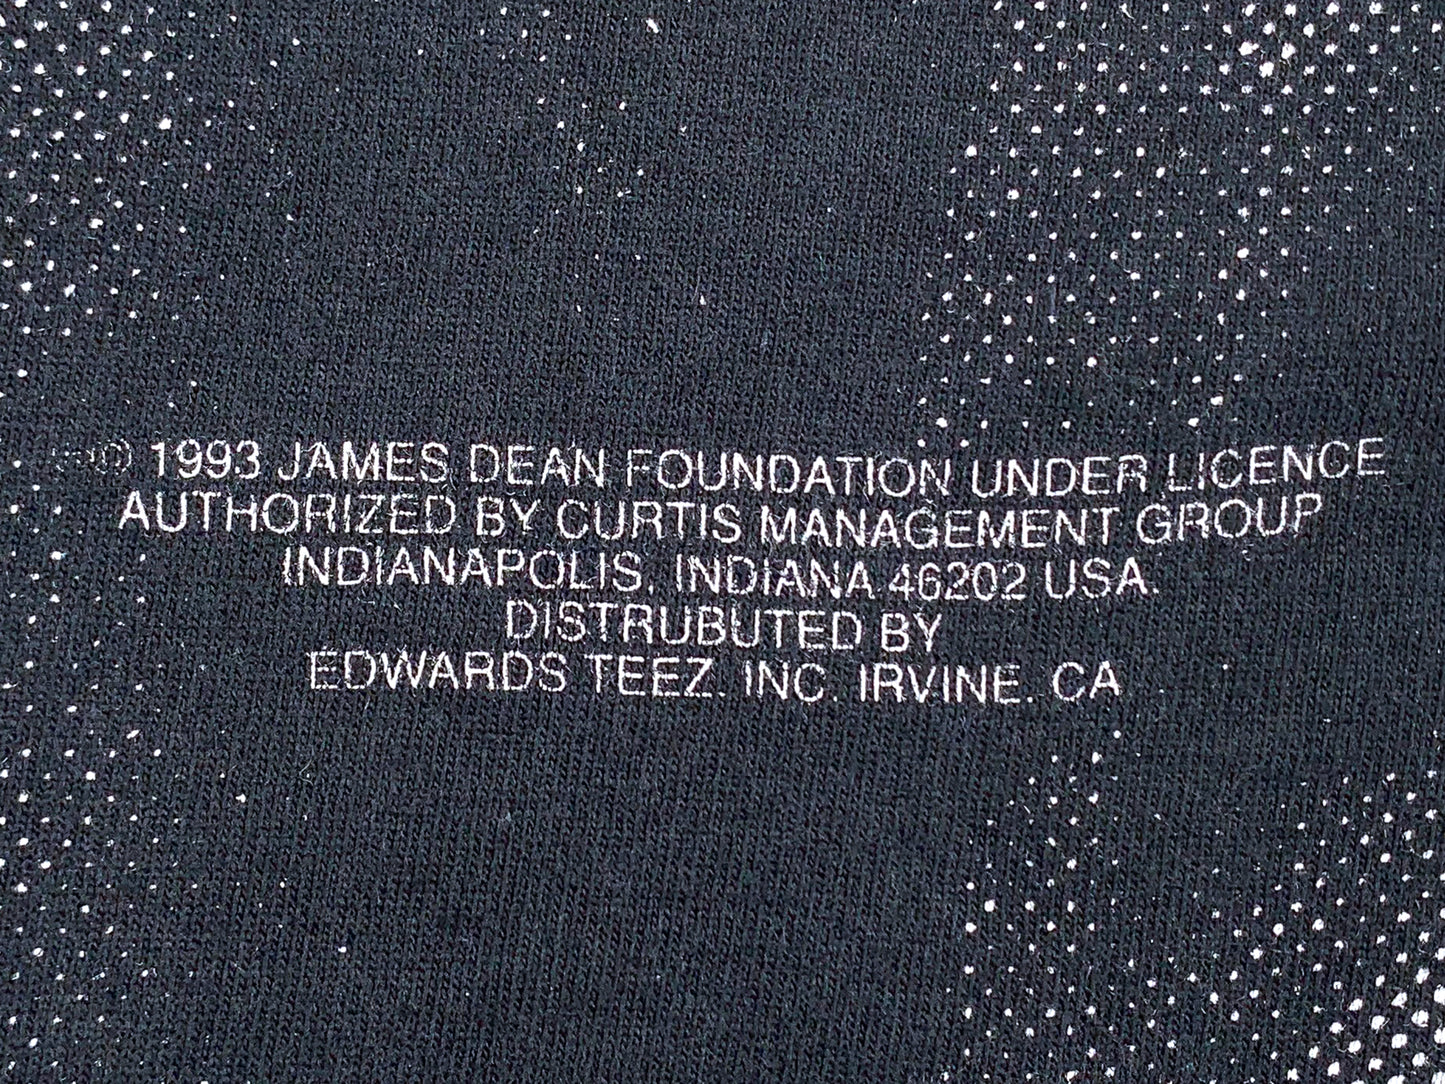 © 1993 JAMES DEAN FOUNDATION UNDER LICENCE
AUTHORIZED BY CURTIS MANAGEMENT GROUP
INDIANAPOLIS, INDIANA 46202 USA.
DISTRUBUTED BY
EDWARDS TEEZ. INC. IRVINE. CA